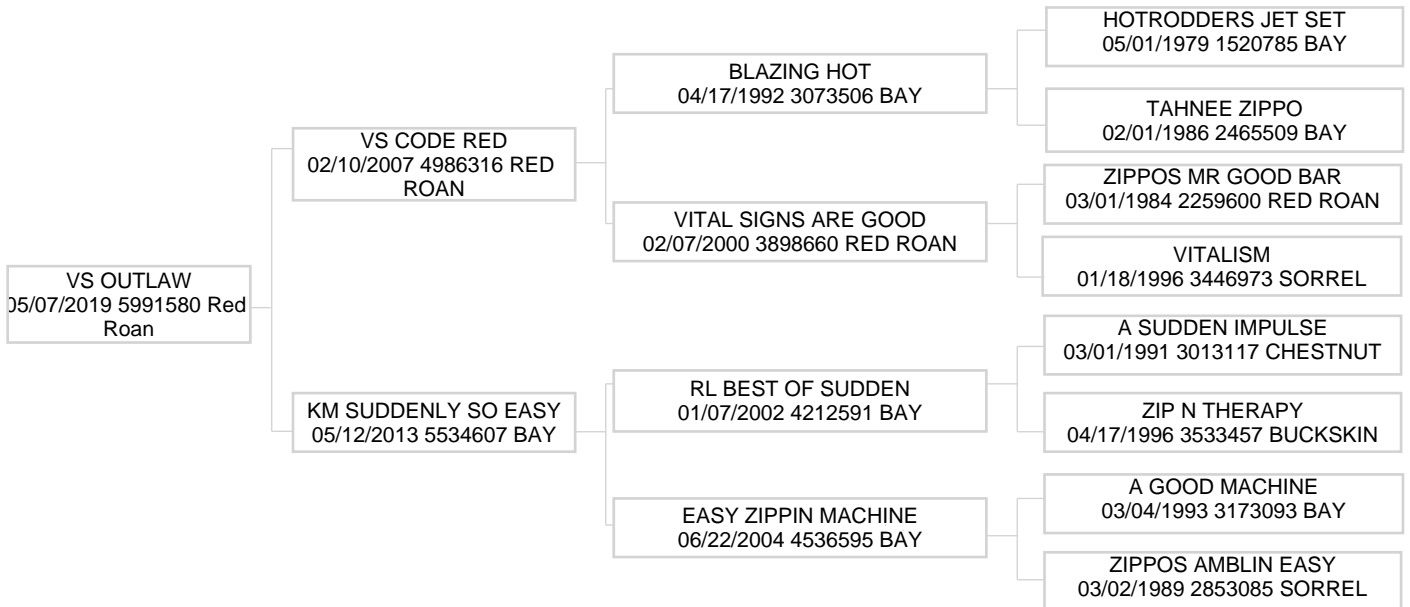 HOTRODDERS JET SET
05/01/1979 1520785 BAY
BLAZING HOT
04/17/1992 3073506 BAY
TAHNEE ZIPPO
02/01/1986 2465509 BAY
VS CODE RED
02/10/2007 4986316 RED
ROAN
ZIPPOS MR GOOD BAR
03/01/1984 2259600 RED ROAN
VITAL SIGNS ARE GOOD
02/07/2000 3898660 RED ROAN
VITALISM
01/18/1996 3446973 SORREL
VS OUTLAW
05/07/2019 5991580 Red
Roan
A SUDDEN IMPULSE
03/01/1991 3013117 CHESTNUT
RL BEST OF SUDDEN
01/07/2002 4212591 BAY
KM SUDDENLY SO EASY
05/12/2013 5534607 BAY
ZIP N THERAPY
04/17/1996 3533457 BUCKSKIN
A GOOD MACHINE
03/04/1993 3173093 BAY
EASY ZIPPIN MACHINE
06/22/2004 4536595 BAY
ZIPPOS AMBLIN EASY
03/02/1989 2853085 SORREL